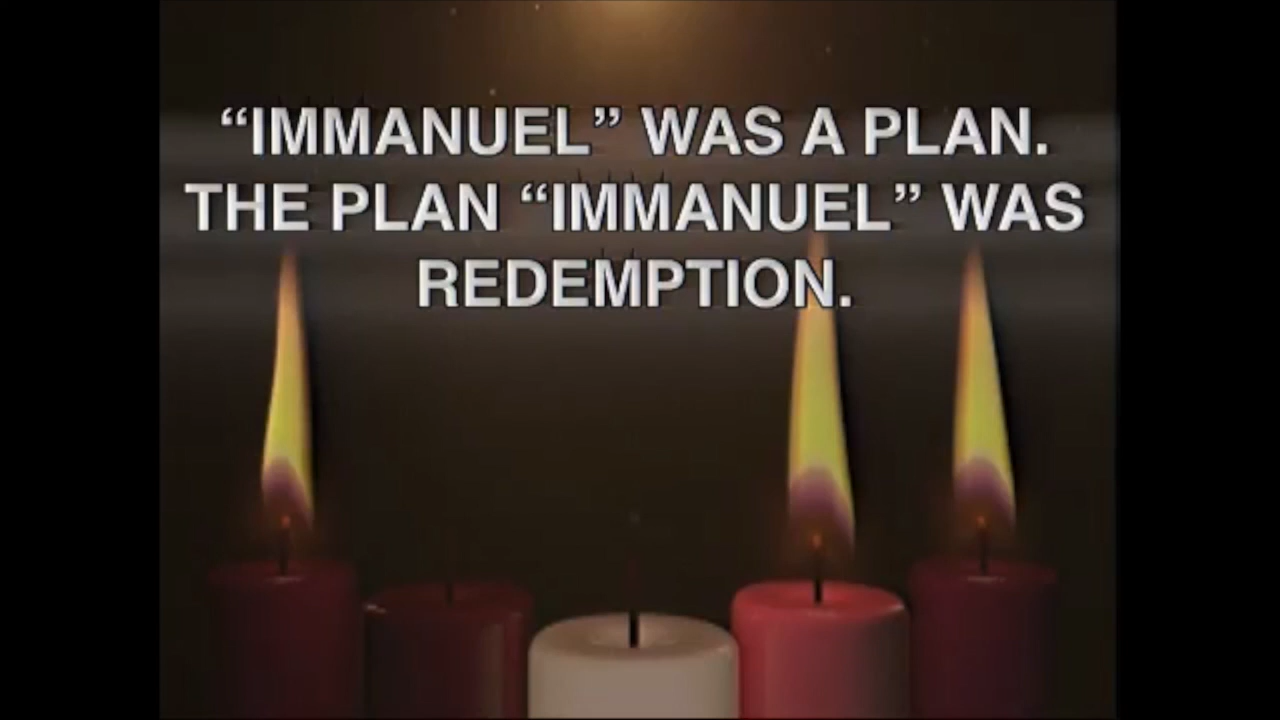 “IMMANUEL” WAS A PLAN.
THE PLAN “IMMANUEL” WAS
REDEMPTION.